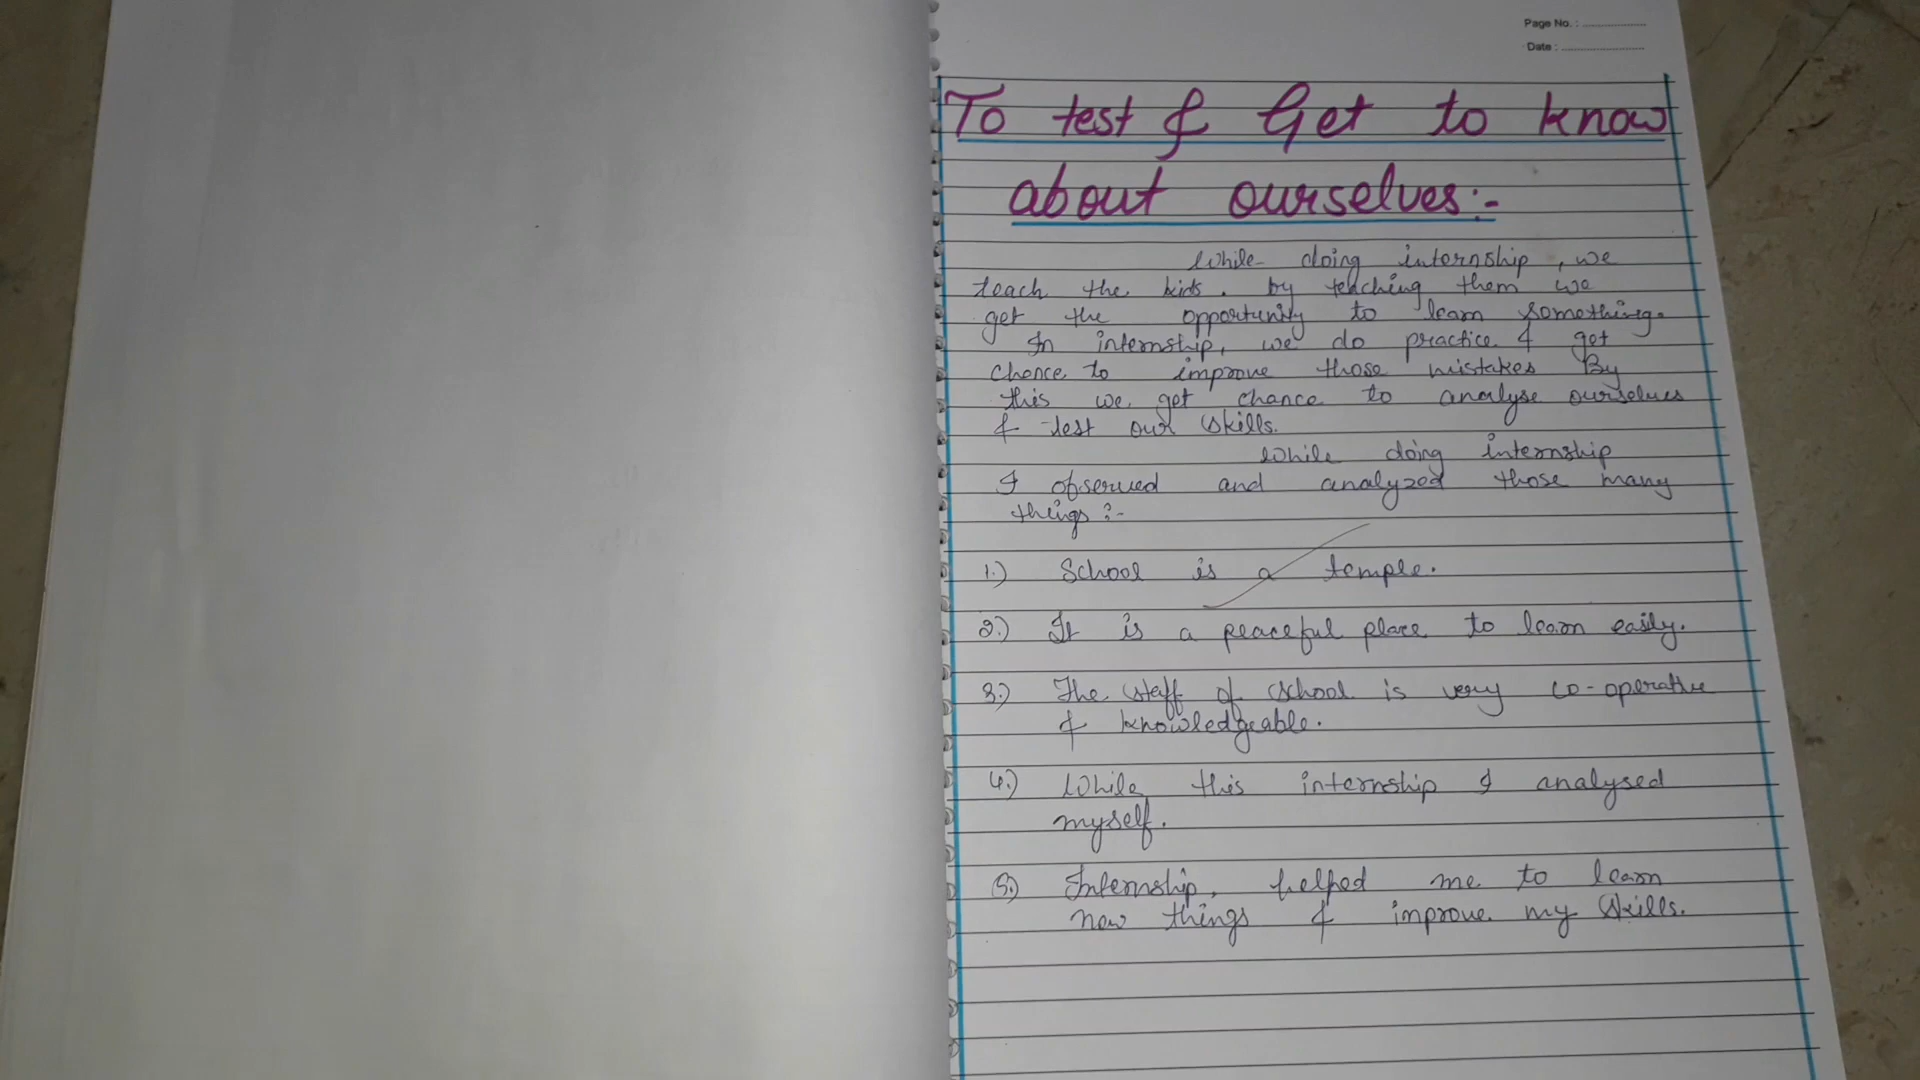 Page No. : ....................
Date : ..........................
To test & Get to know
about ourselves:-
While doing internship, we
teach the kids. by teaching them we
get the opportunity to learn something.
In internship, we do practice & get
chence to improve those mistakes By
this we get chance to analyse ourselves
& test our skills.
While doing internship
I observed and analyzed those many
things :-
1.) School is a temple.
2.) It is a peaceful place to learn easily.
3.) The staff of school is very co-operative
& knowledgeable.
4.) While this internship I analysed
myself.
5.) Internship, helped me to learn
new things & improve my skills.